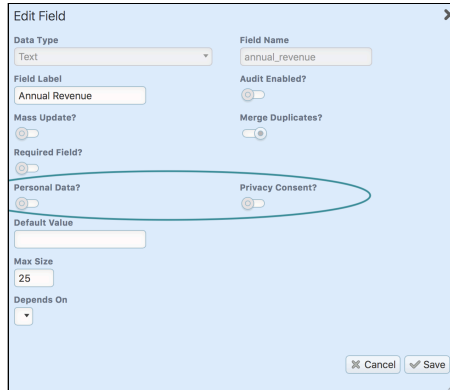 Edit Field
Data Type Field Name
Text annual_revenue
Field Label Audit Enabled?
Annual Revenue
Mass Update? Merge Duplicates?
Required Field?
Personal Data? Privacy Consent?
Default Value
Max Size
25
Depends On
Cancel Save